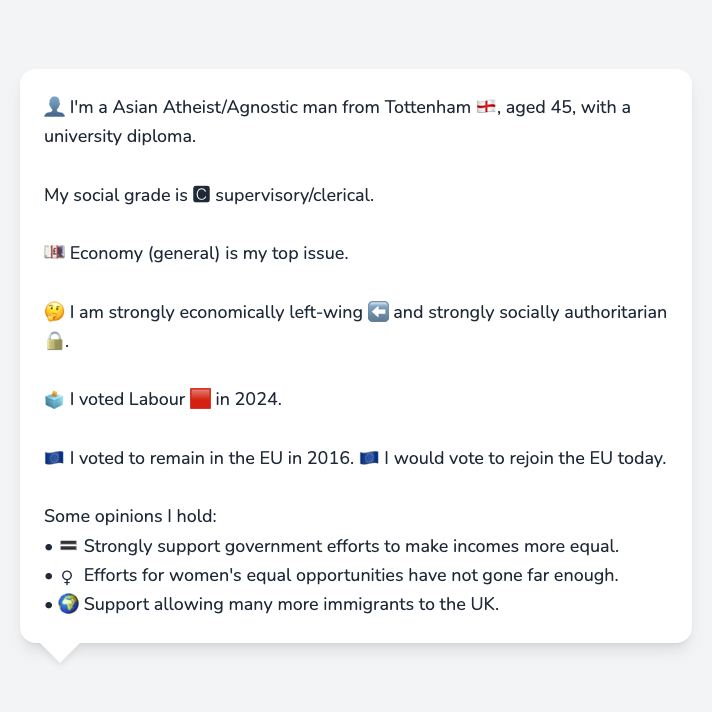 👤 I'm a Asian Atheist/Agnostic man from Tottenham 🏴󠁧󠁢󠁥󠁮󠁧󠁿, aged 45, with a
university diploma.
My social grade is 🅲 supervisory/clerical.
💷 Economy (general) is my top issue.
🤔 I am strongly economically left-wing ⬅️ and strongly socially authoritarian
🔒.
🗳️ I voted Labour 🟥 in 2024.
🇪🇺 I voted to remain in the EU in 2016. 🇪🇺 I would vote to rejoin the EU today.
Some opinions I hold:
• 🟰 Strongly support government efforts to make incomes more equal.
• ♀ Efforts for women's equal opportunities have not gone far enough.
• 🌍 Support allowing many more immigrants to the UK.